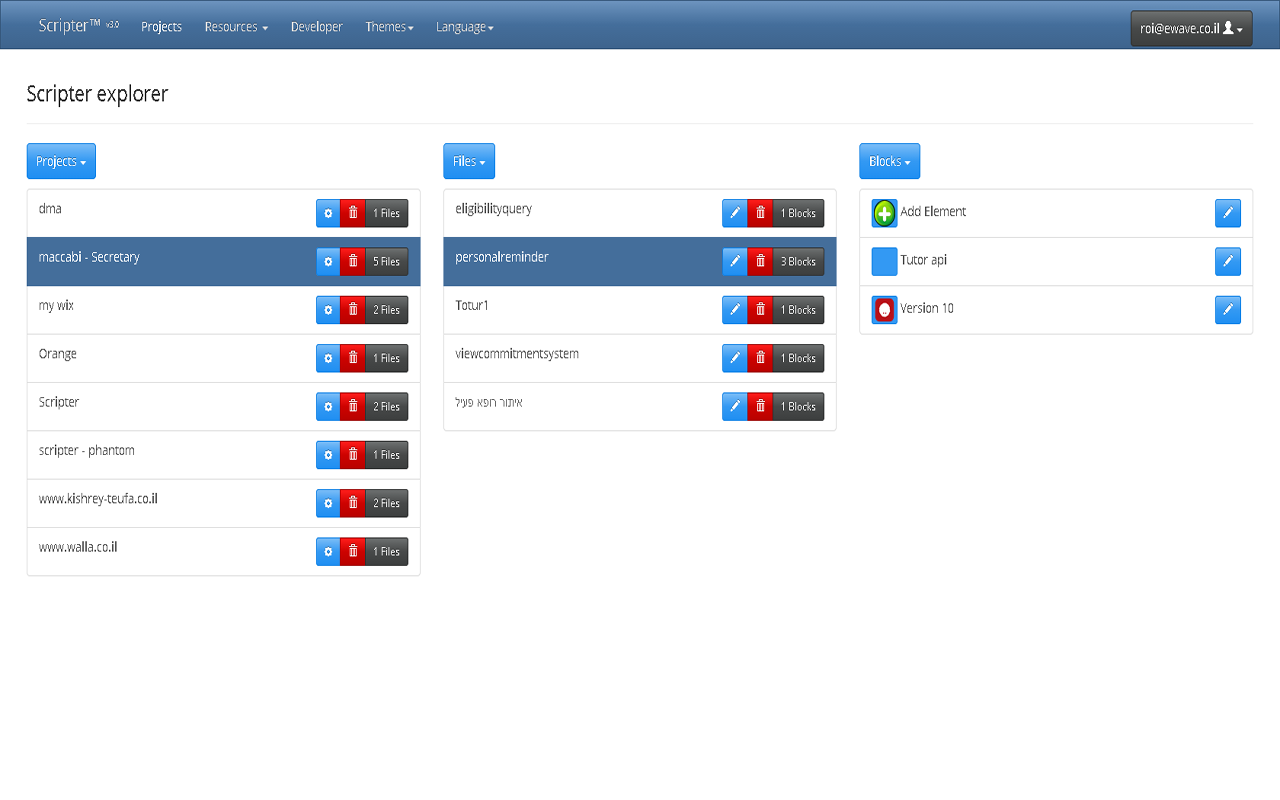 Scripter™ v3.0 Projects Resources Developer Themes Language roi@ewave.co.il
Scripter explorer
Projects
dma 1 Files
maccabi - Secretary 5 Files
my wix 2 Files
Orange 1 Files
Scripter 2 Files
scripter - phantom 1 Files
www.kishrey-teufa.co.il 2 Files
www.walla.co.il 1 Files
Files
eligibilityquery 1 Blocks
personalreminder 3 Blocks
Totur1 1 Blocks
viewcommitmentsystem 1 Blocks
איתור רופא פעיל 1 Blocks
Blocks
Add Element
Tutor api
Version 10